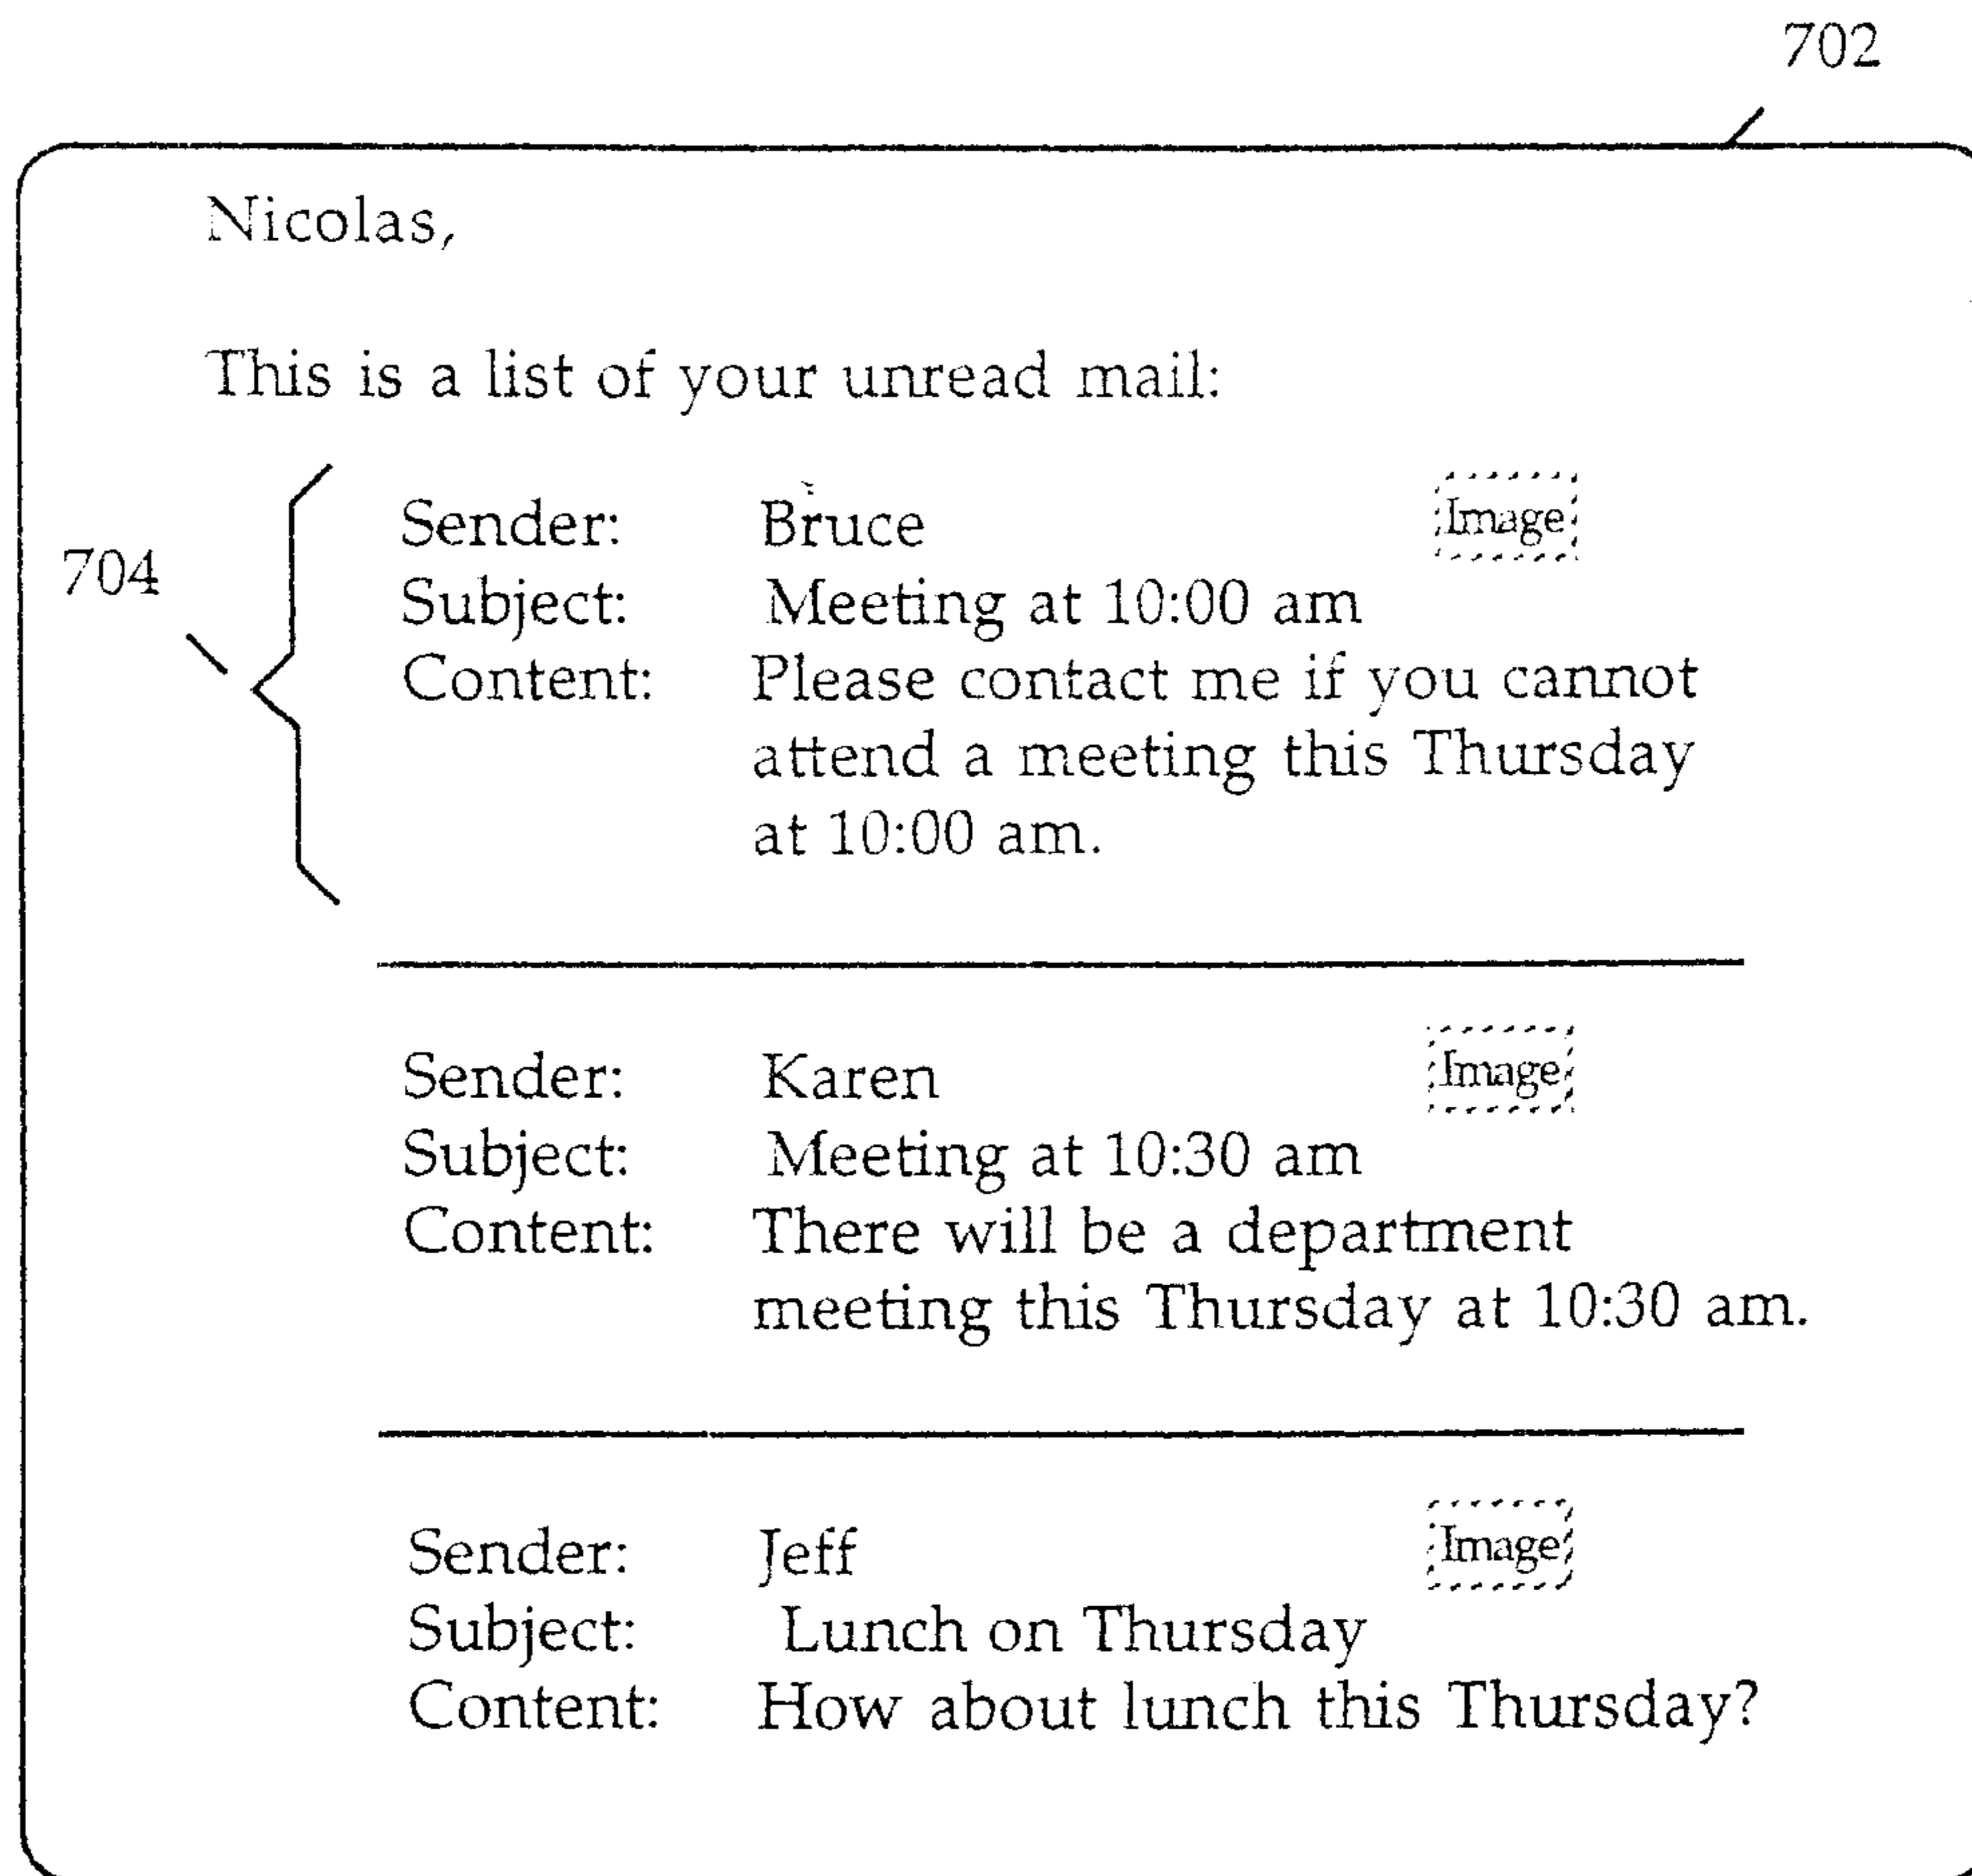 702
Nicolas,
This is a list of your unread mail:
704
Sender: Bruce Image
Subject: Meeting at 10:00 am
Content: Please contact me if you cannot
attend a meeting this Thursday
at 10:00 am.
Sender: Karen Image
Subject: Meeting at 10:30 am
Content: There will be a department
meeting this Thursday at 10:30 am.
Sender: Jeff Image
Subject: Lunch on Thursday
Content: How about lunch this Thursday?